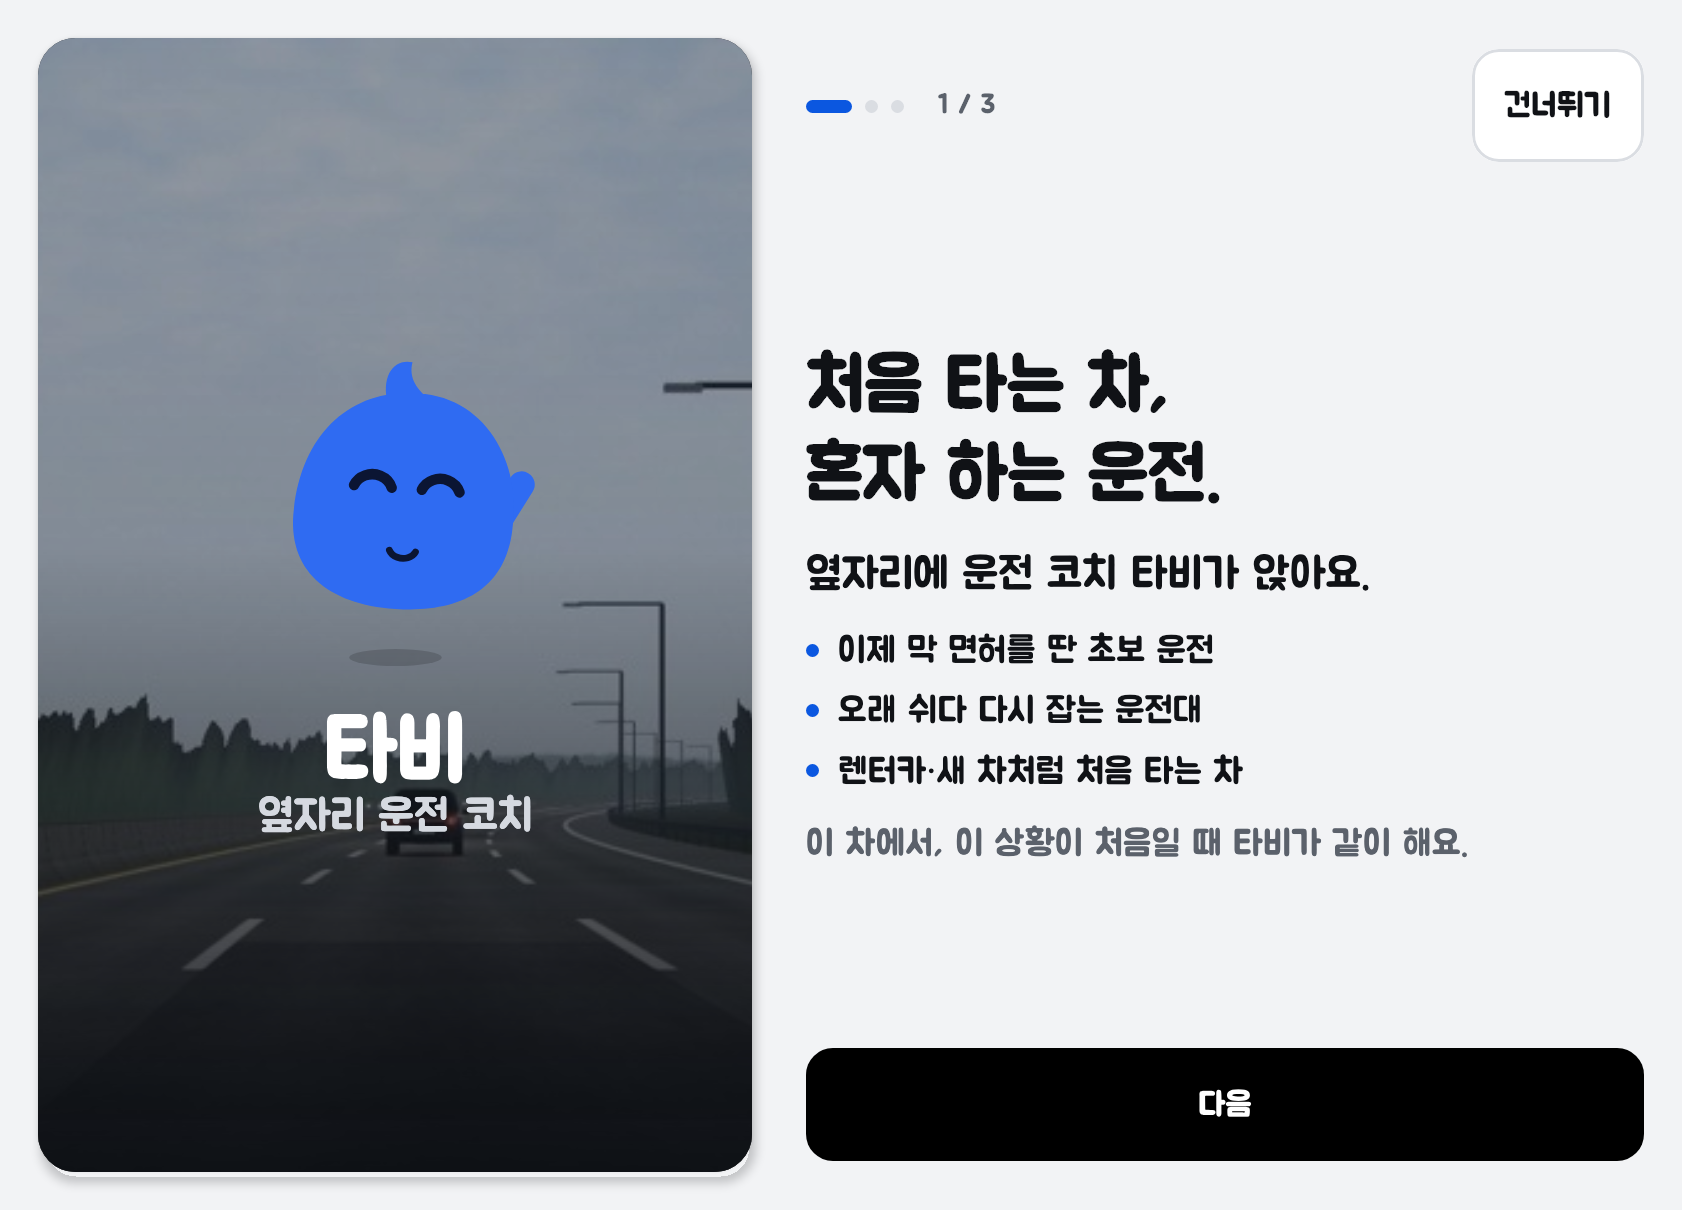 타비
옆자리 운전 코치
1 / 3
건너뛰기
처음 타는 차,
혼자 하는 운전.
옆자리에 운전 코치 타비가 앉아요.
이제 막 면허를 딴 초보 운전
오래 쉬다 다시 잡는 운전대
렌터카·새 차처럼 처음 타는 차
이 차에서, 이 상황이 처음일 때 타비가 같이 해요.
다음